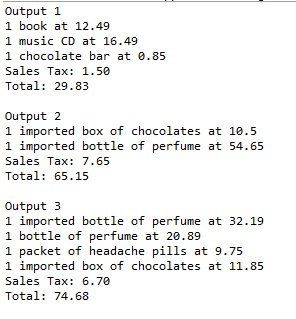 Output 1
1 book at 12.49
1 music CD at 16.49
1 chocolate bar at 0.85
Sales Tax: 1.50
Total: 29.83
Output 2
1 imported box of chocolates at 10.5
1 imported bottle of perfume at 54.65
Sales Tax: 7.65
Total: 65.15
Output 3
1 imported bottle of perfume at 32.19
1 bottle of perfume at 20.89
1 packet of headache pills at 9.75
1 imported box of chocolates at 11.85
Sales Tax: 6.70
Total: 74.68